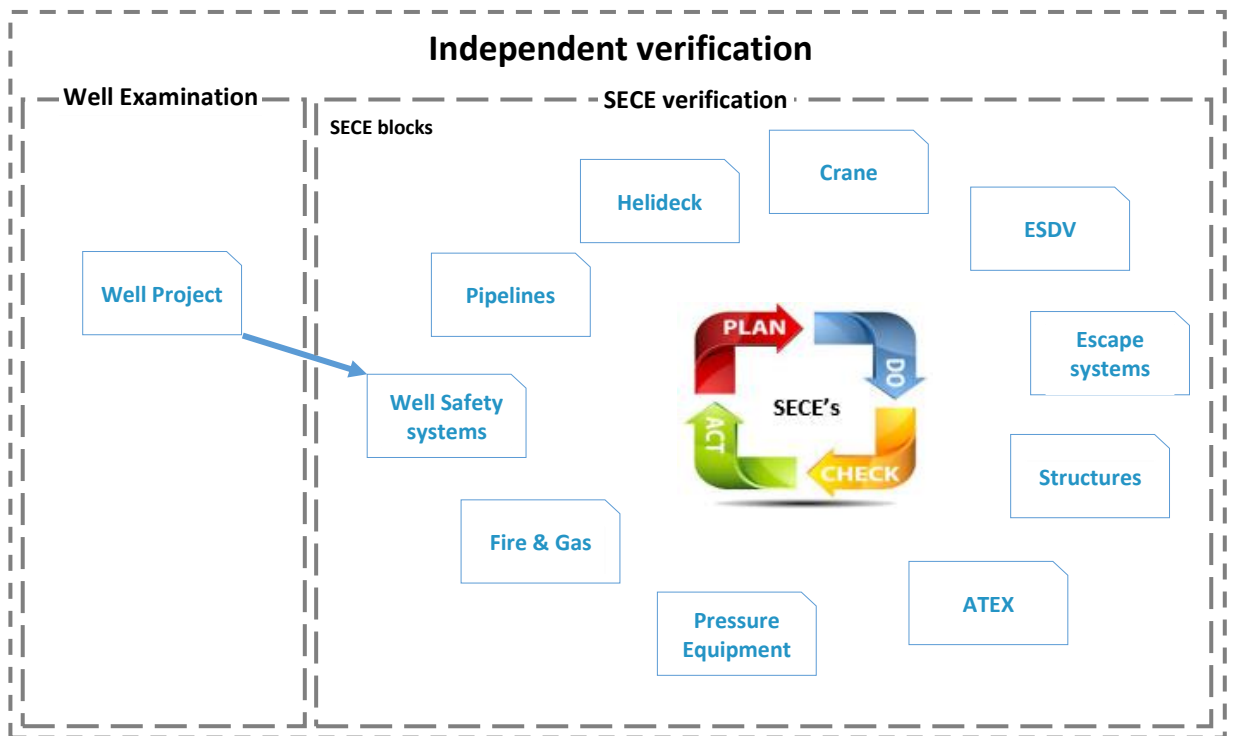 Independent verification
Well Examination
SECE verification
SECE blocks
Crane
Helideck
ESDV
Well Project
Pipelines
PLAN
DO
Escape
systems
SECE's
Well Safety
systems
ACT
CHECK
Structures
Fire & Gas
ATEX
Pressure
Equipment